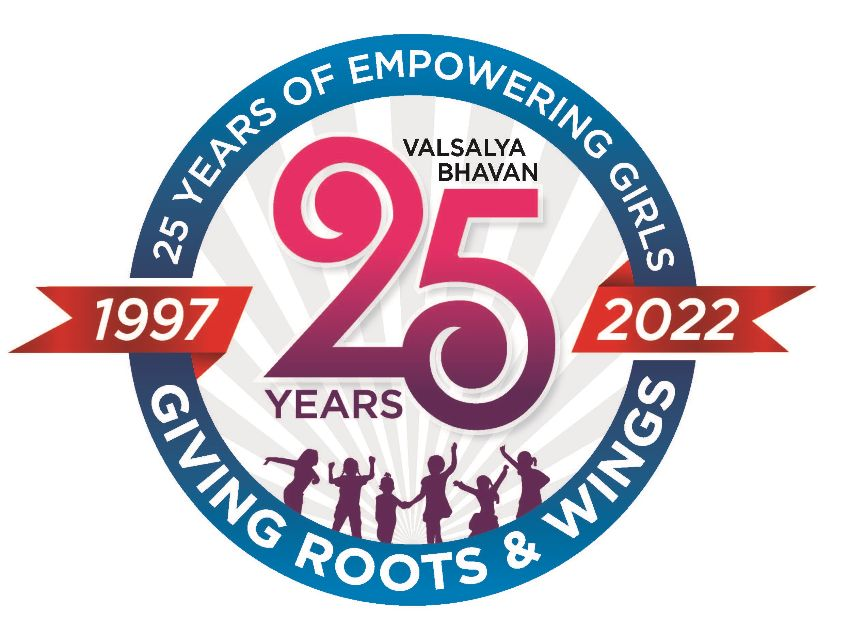 25 YEARS OF EMPOWERING GIRLS
VALSALYA
BHAVAN
25
YEARS
1997
2022
GIVING ROOTS & WINGS